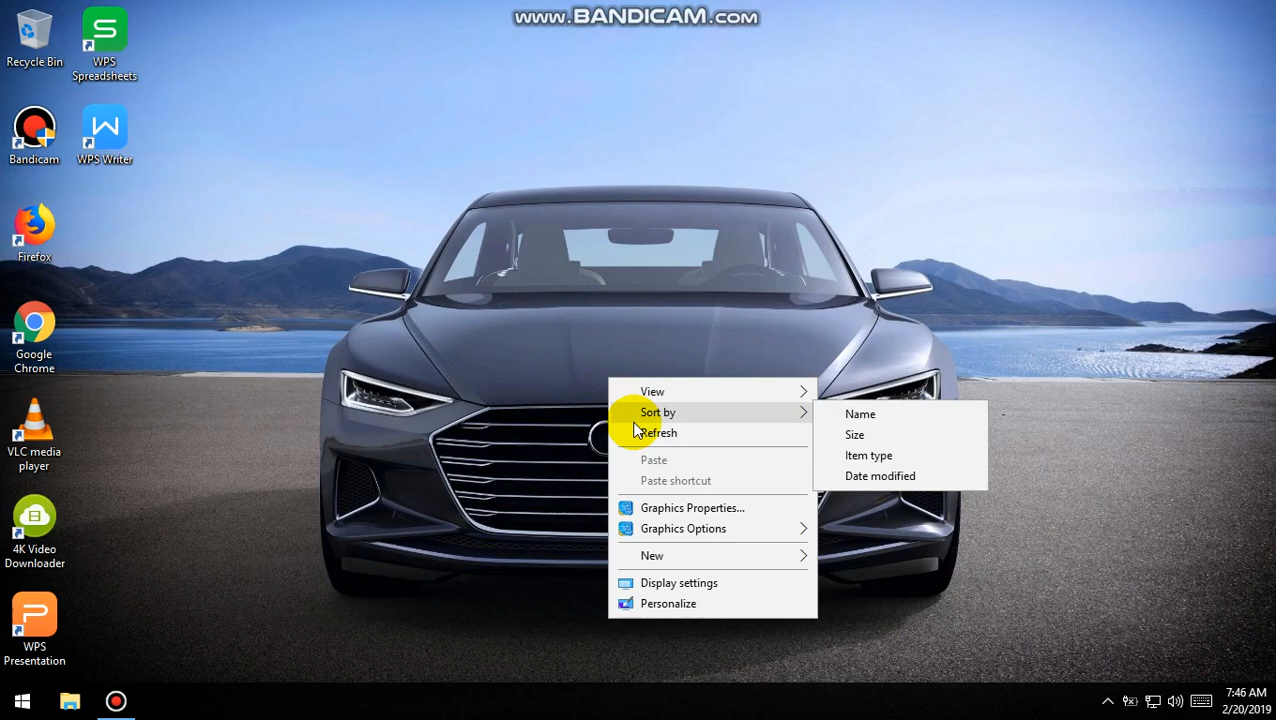 www.BANDICAM.com
Recycle Bin
WPS
Spreadsheets
Bandicam
WPS Writer
Firefox
Google
Chrome
VLC media
player
4K Video
Downloader
WPS
Presentation
View
Sort by
Refresh
Paste
Paste shortcut
Graphics Properties...
Graphics Options
New
Display settings
Personalize
Name
Size
Item type
Date modified
7:46 AM
2/20/2019